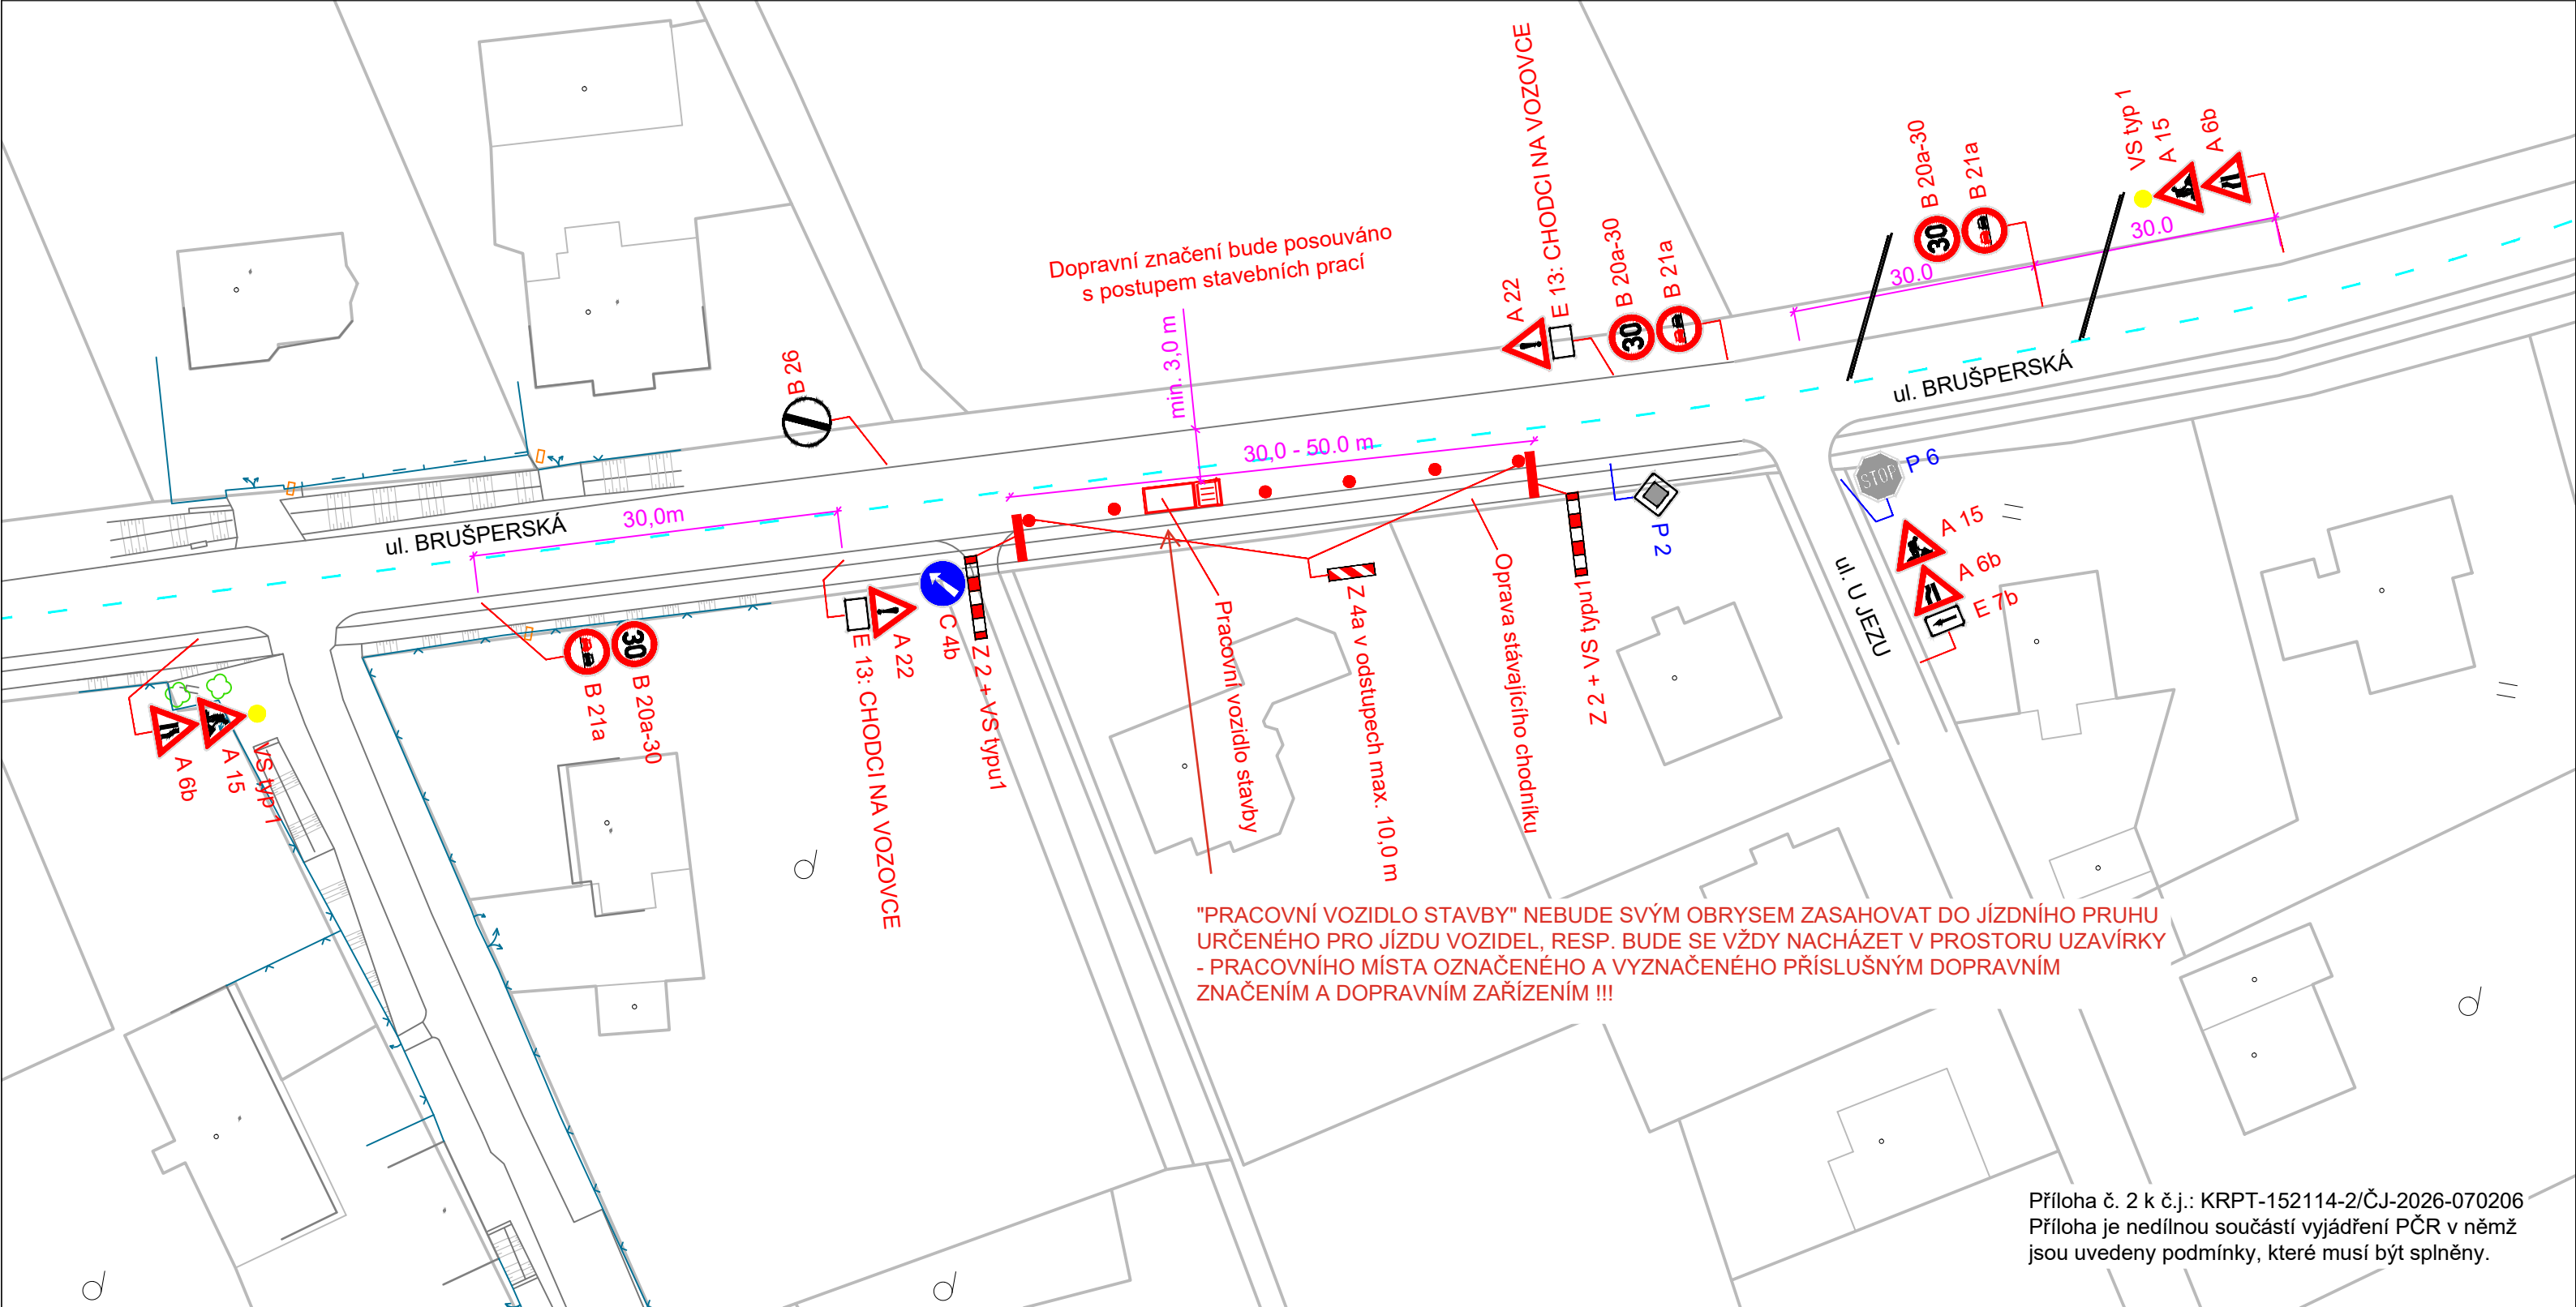 E 13: CHODCI NA VOZOVCE
A 22
B 20a-30
B 21a
B 20a-30
B 21a
VS typ 1
A 15
A 6b
30
30
30.0
30.0
Dopravní značení bude posouváno
s postupem stavebních prací
min. 3,0 m
30,0 - 50.0 m
B 26
ul. BRUŠPERSKÁ
ul. BRUŠPERSKÁ
30,0m
P 6
STOP
P 2
A 15
A 6b
E 7b
ul. U JEZU
A 6b
A 15
VS typ 1
B 21a
B 20a-30
30
E 13: CHODCI NA VOZOVCE
A 22
C 4b
Z 2 + VS typu1
Pracovní vozidlo stavby
Z 4a v odstupech max. 10,0 m
Oprava stávajícího chodníku
Z 2 + VS typu1
"PRACOVNÍ VOZIDLO STAVBY" NEBUDE SVÝM OBRYSEM ZASAHOVAT DO JÍZDNÍHO PRUHU
URČENÉHO PRO JÍZDU VOZIDEL, RESP. BUDE SE VŽDY NACHÁZET V PROSTORU UZAVÍRKY
- PRACOVNÍHO MÍSTA OZNAČENÉHO A VYZNAČENÉHO PŘÍSLUŠNÝM DOPRAVNÍM
ZNAČENÍM A DOPRAVNÍM ZAŘÍZENÍM !!!
Příloha č. 2 k č.j.: KRPT-152114-2/ČJ-2026-070206
Příloha je nedílnou součástí vyjádření PČR v němž
jsou uvedeny podmínky, které musí být splněny.